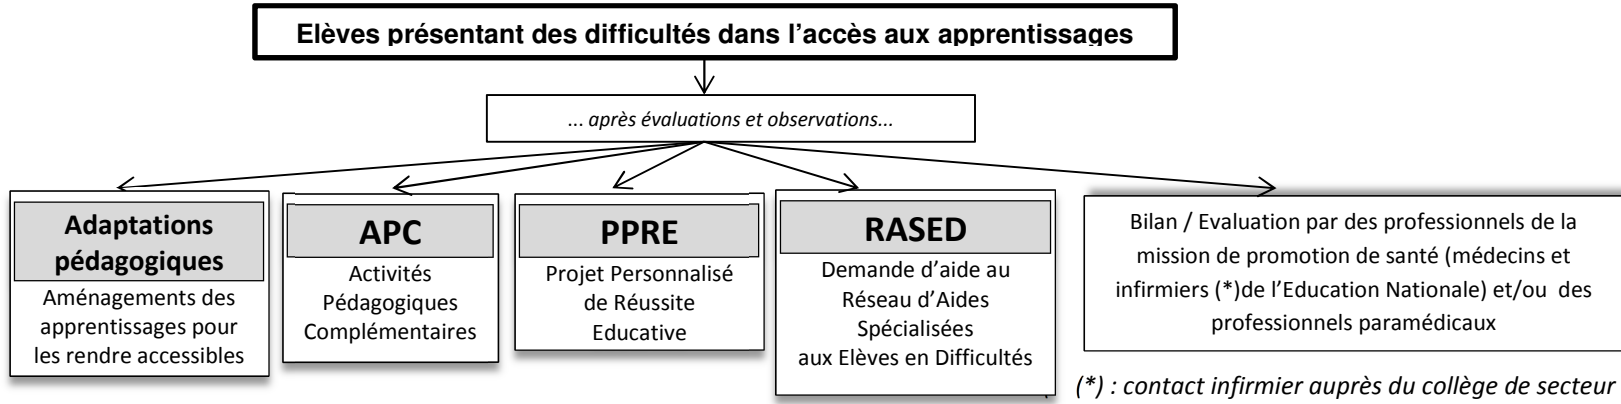 Elèves présentant des difficultés dans l'accès aux apprentissages
... après évaluations et observations...
Adaptations
pédagogiques
Aménagements des
apprentissages pour
les rendre accessibles
APC
Activités
Pédagogiques
Complémentaires
PPRE
Projet Personnalisé
de Réussite
Educative
RASED
Demande d'aide au
Réseau d'Aides
Spécialisées
aux Elèves en Difficultés
Bilan / Evaluation par des professionnels de la
mission de promotion de santé (médecins et
infirmiers (*)de l'Education Nationale) et/ou des
professionnels paramédicaux
(*) : contact infirmier auprès du collège de secteur